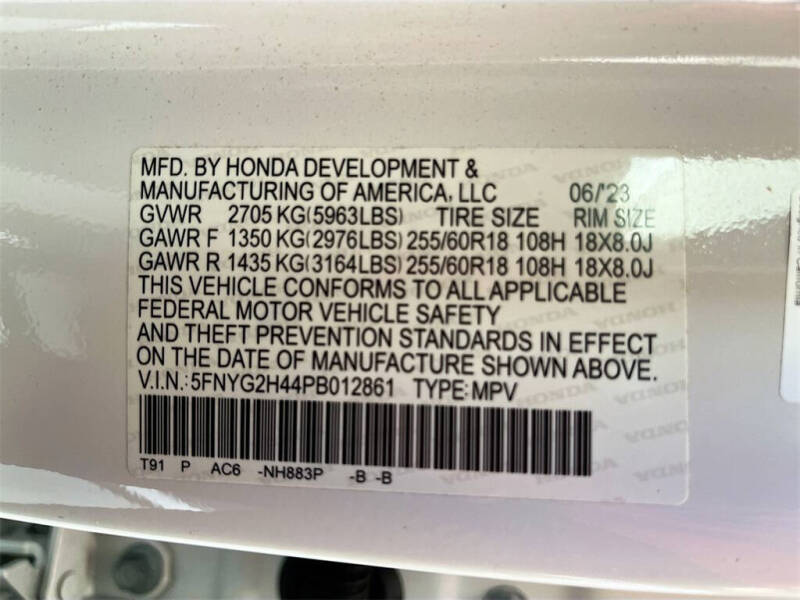 MFD. BY HONDA DEVELOPMENT &
MANUFACTURING OF AMERICA, LLC 06/'23
GVWR 2705 KG(5963LBS) TIRE SIZE RIM SIZE
GAWR F 1350 KG(2976LBS) 255/60R18 108H 18X8.0J
GAWR R 1435 KG(3164LBS) 255/60R18 108H 18X8.0J
THIS VEHICLE CONFORMS TO ALL APPLICABLE
FEDERAL MOTOR VEHICLE SAFETY
AND THEFT PREVENTION STANDARDS IN EFFECT
ON THE DATE OF MANUFACTURE SHOWN ABOVE.
V.I.N.: 5FNYG2H44PB012861 TYPE: MPV
T91 P AC6 -NH883P -B -B